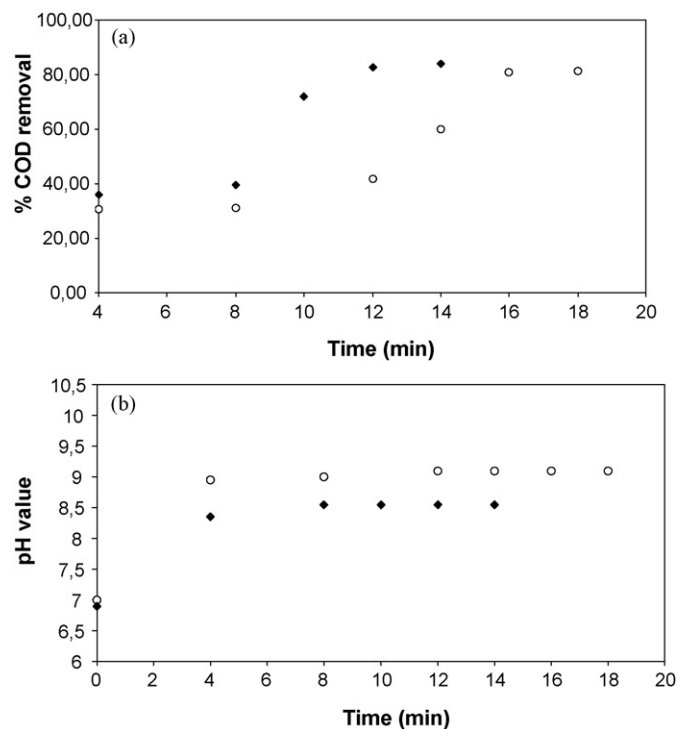 (a)
% COD removal
100,00
80,00
60,00
40,00
20,00
0,00
4 6 8 10 12 14 16 18 20
Time (min)
(b)
pH value
10,5
10
9,5
9
8,5
8
7,5
7
6,5
6
0 2 4 6 8 10 12 14 16 18 20
Time (min)